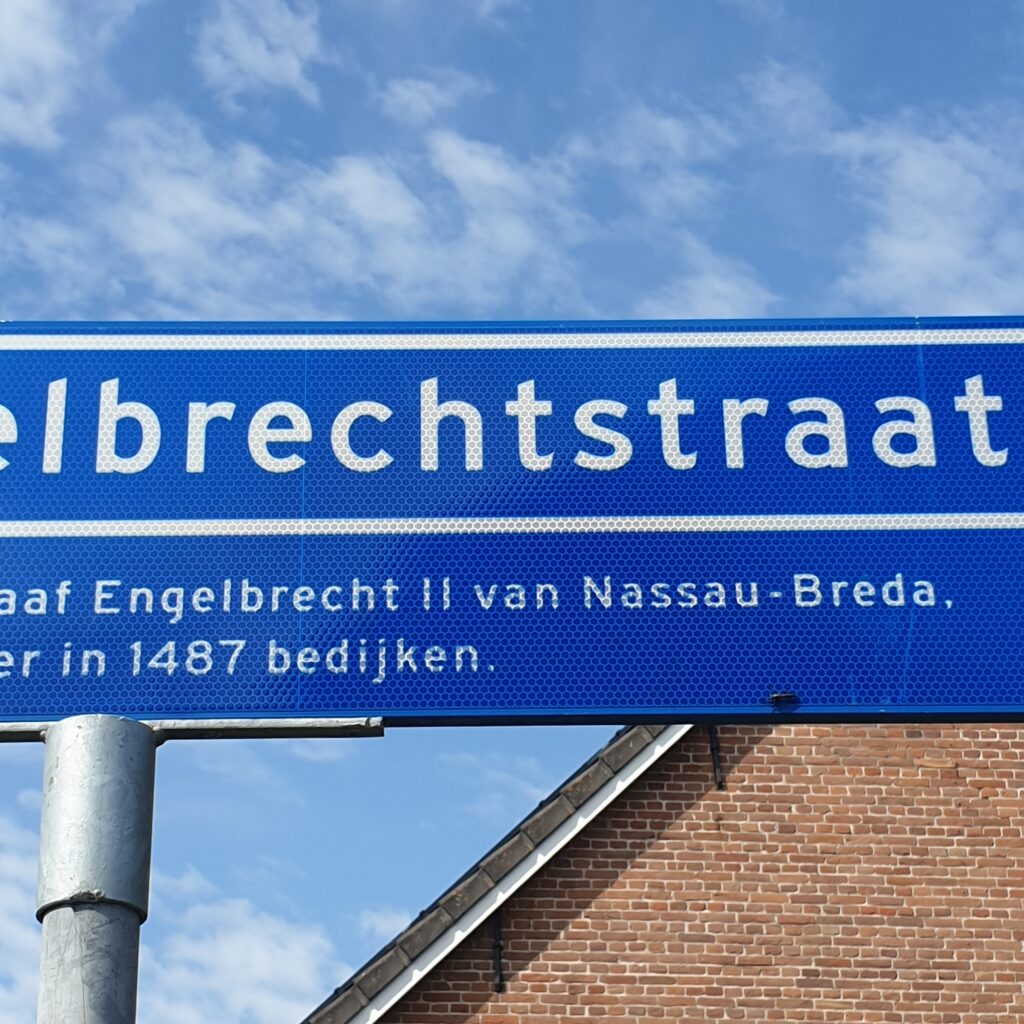 elbrechtstraat
aaf Engelbrecht II van Nassau-Breda,
er in 1487 bedijken.